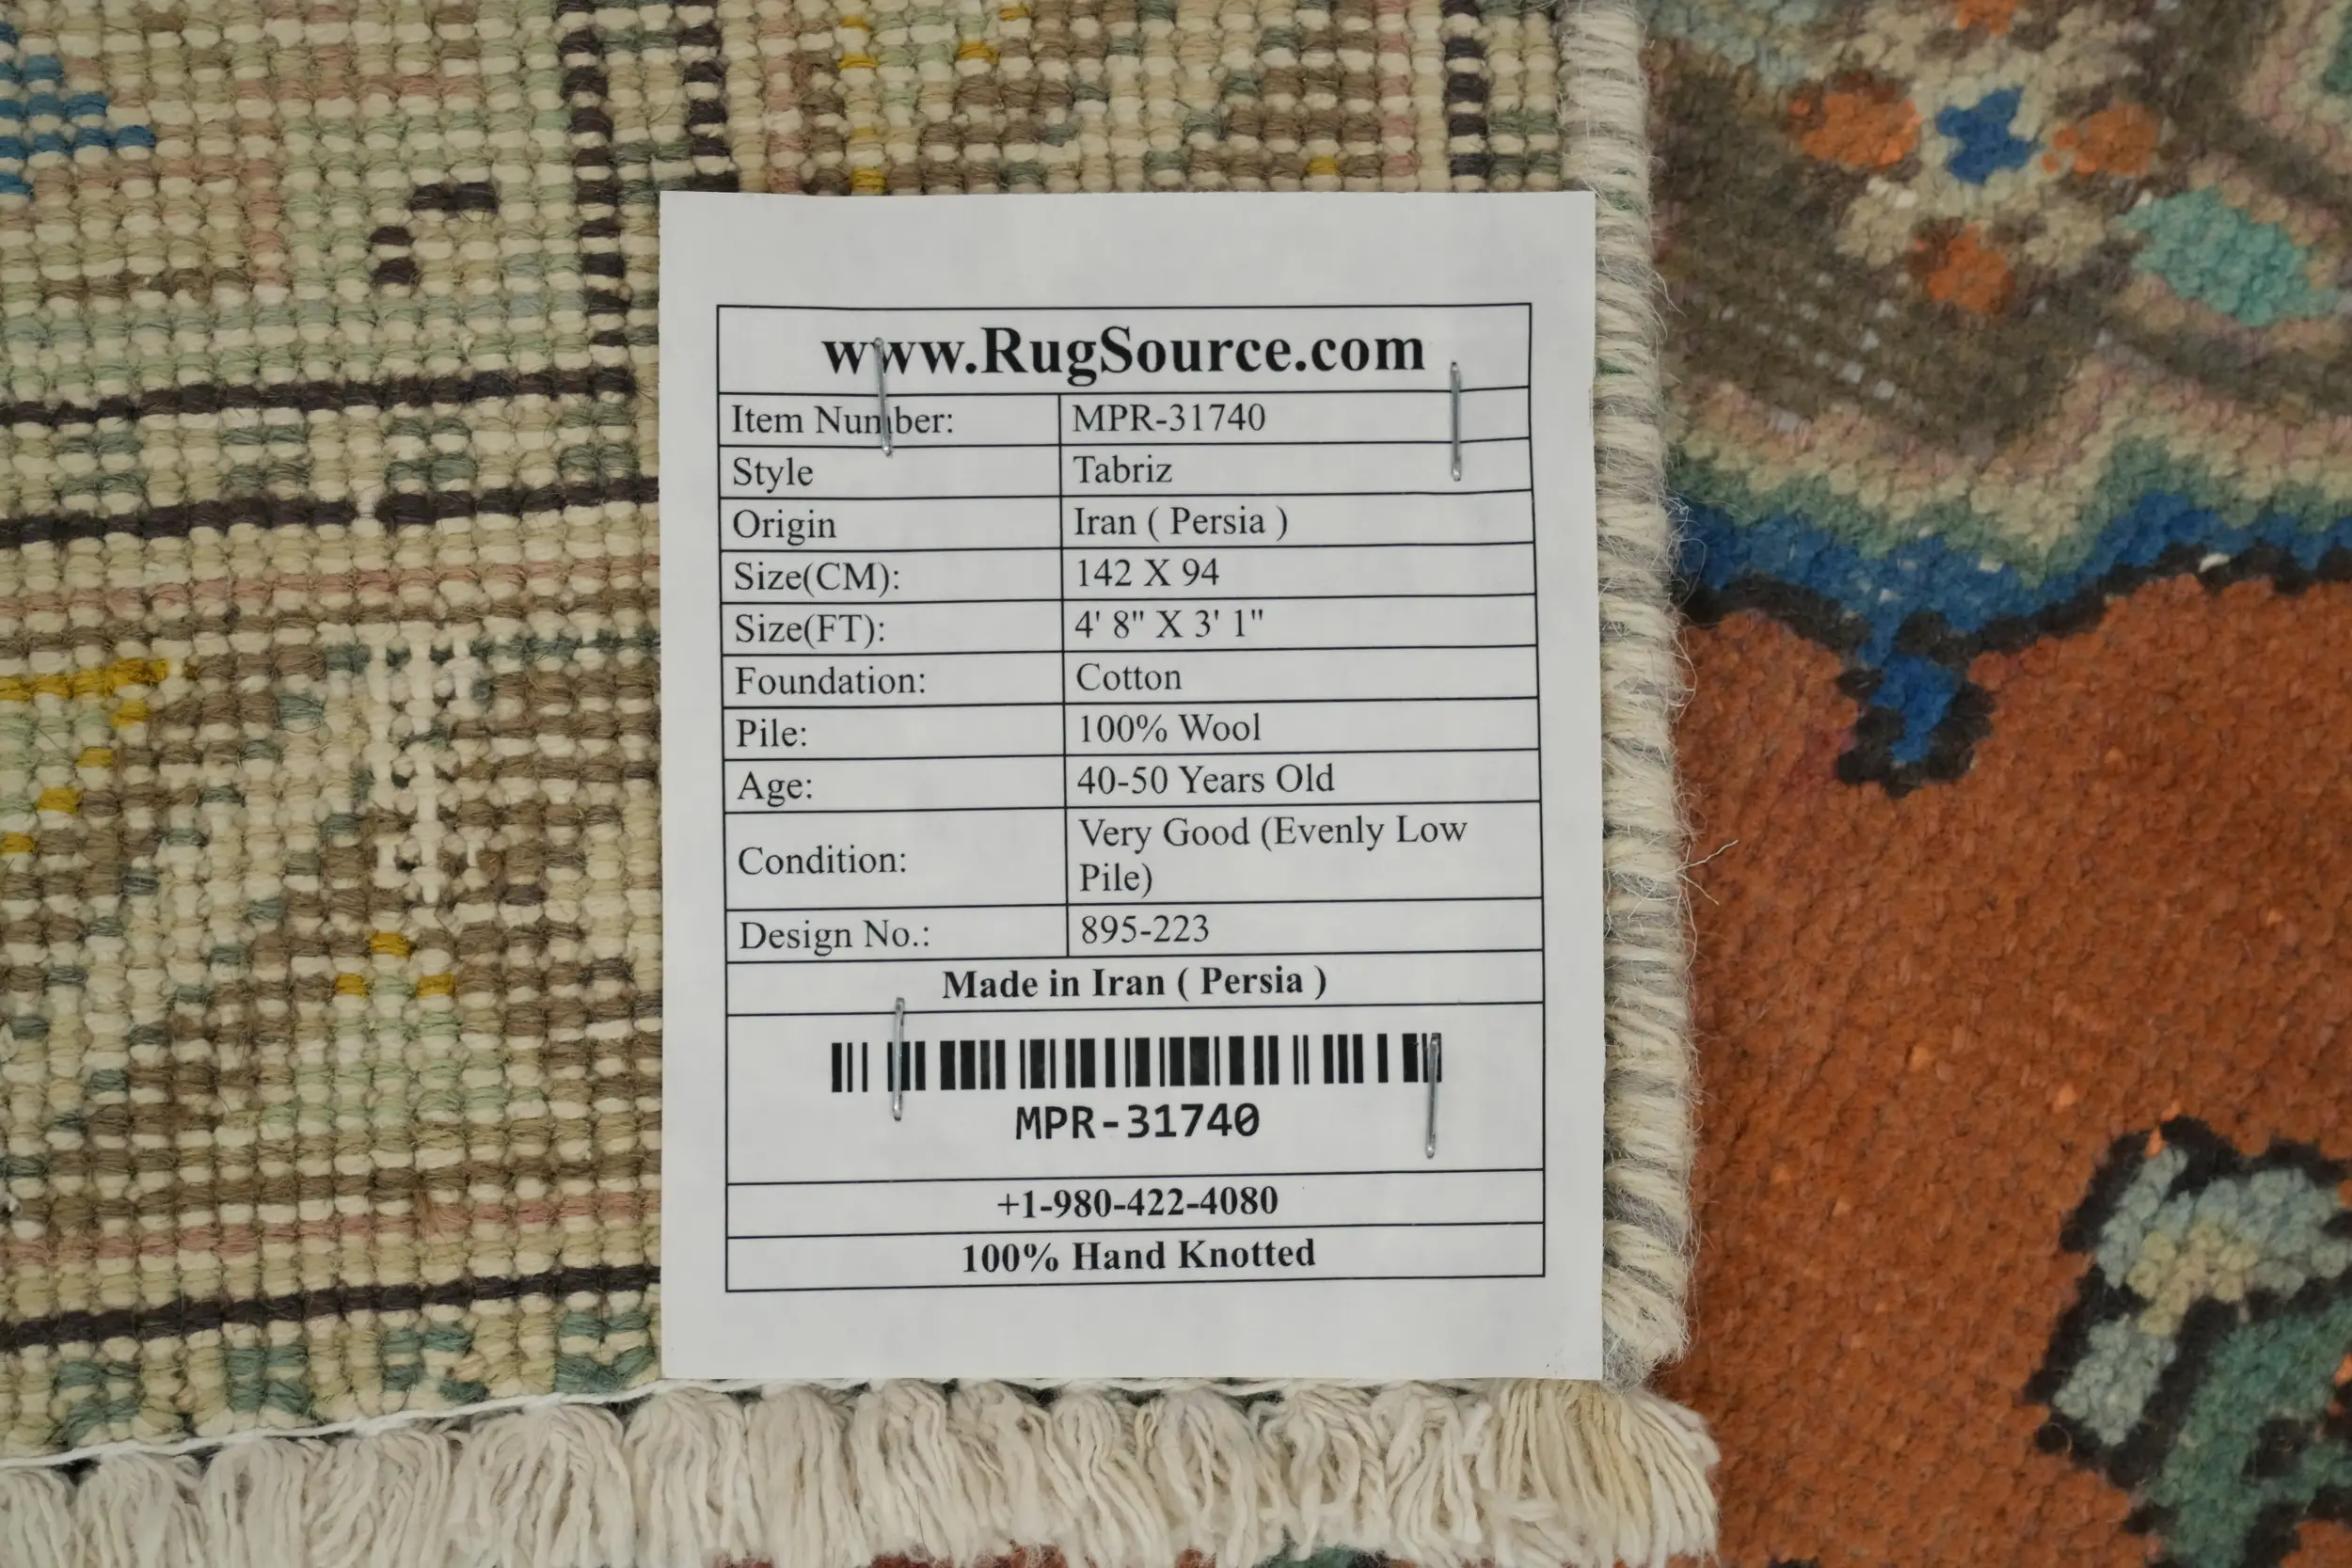 www.RugSource.com
Item Number: MPR-31740
Style Tabriz
Origin Iran ( Persia )
Size(CM): 142 X 94
Size(FT): 4' 8" X 3' 1"
Foundation: Cotton
Pile: 100% Wool
Age: 40-50 Years Old
Condition: Very Good (Evenly Low
Pile)
Design No.: 895-223
Made in Iran ( Persia )
MPR-31740
+1-980-422-4080
100% Hand Knotted